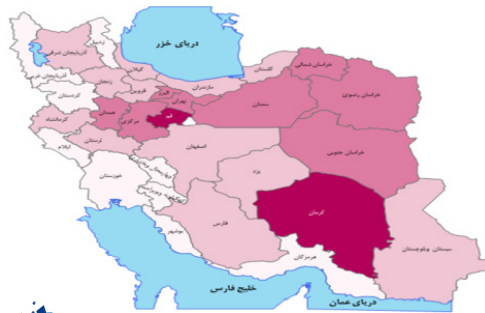 دریای خزر
اردبیل
آذربایجان شرقی
آذربایجان غربی
گیلان
زنجان
کردستان
قزوین
البرز
تهران
مازندران
گلستان
خراسان شمالی
خراسان رضوی
سمنان
همدان
مرکزی
قم
کرمانشاه
ایلام
لرستان
اصفهان
خراسان جنوبی
یزد
خوزستان
کرمان
فارس
بوشهر
هرمزگان
سیستان وبلوچستان
خلیج فارس
دریای عمان